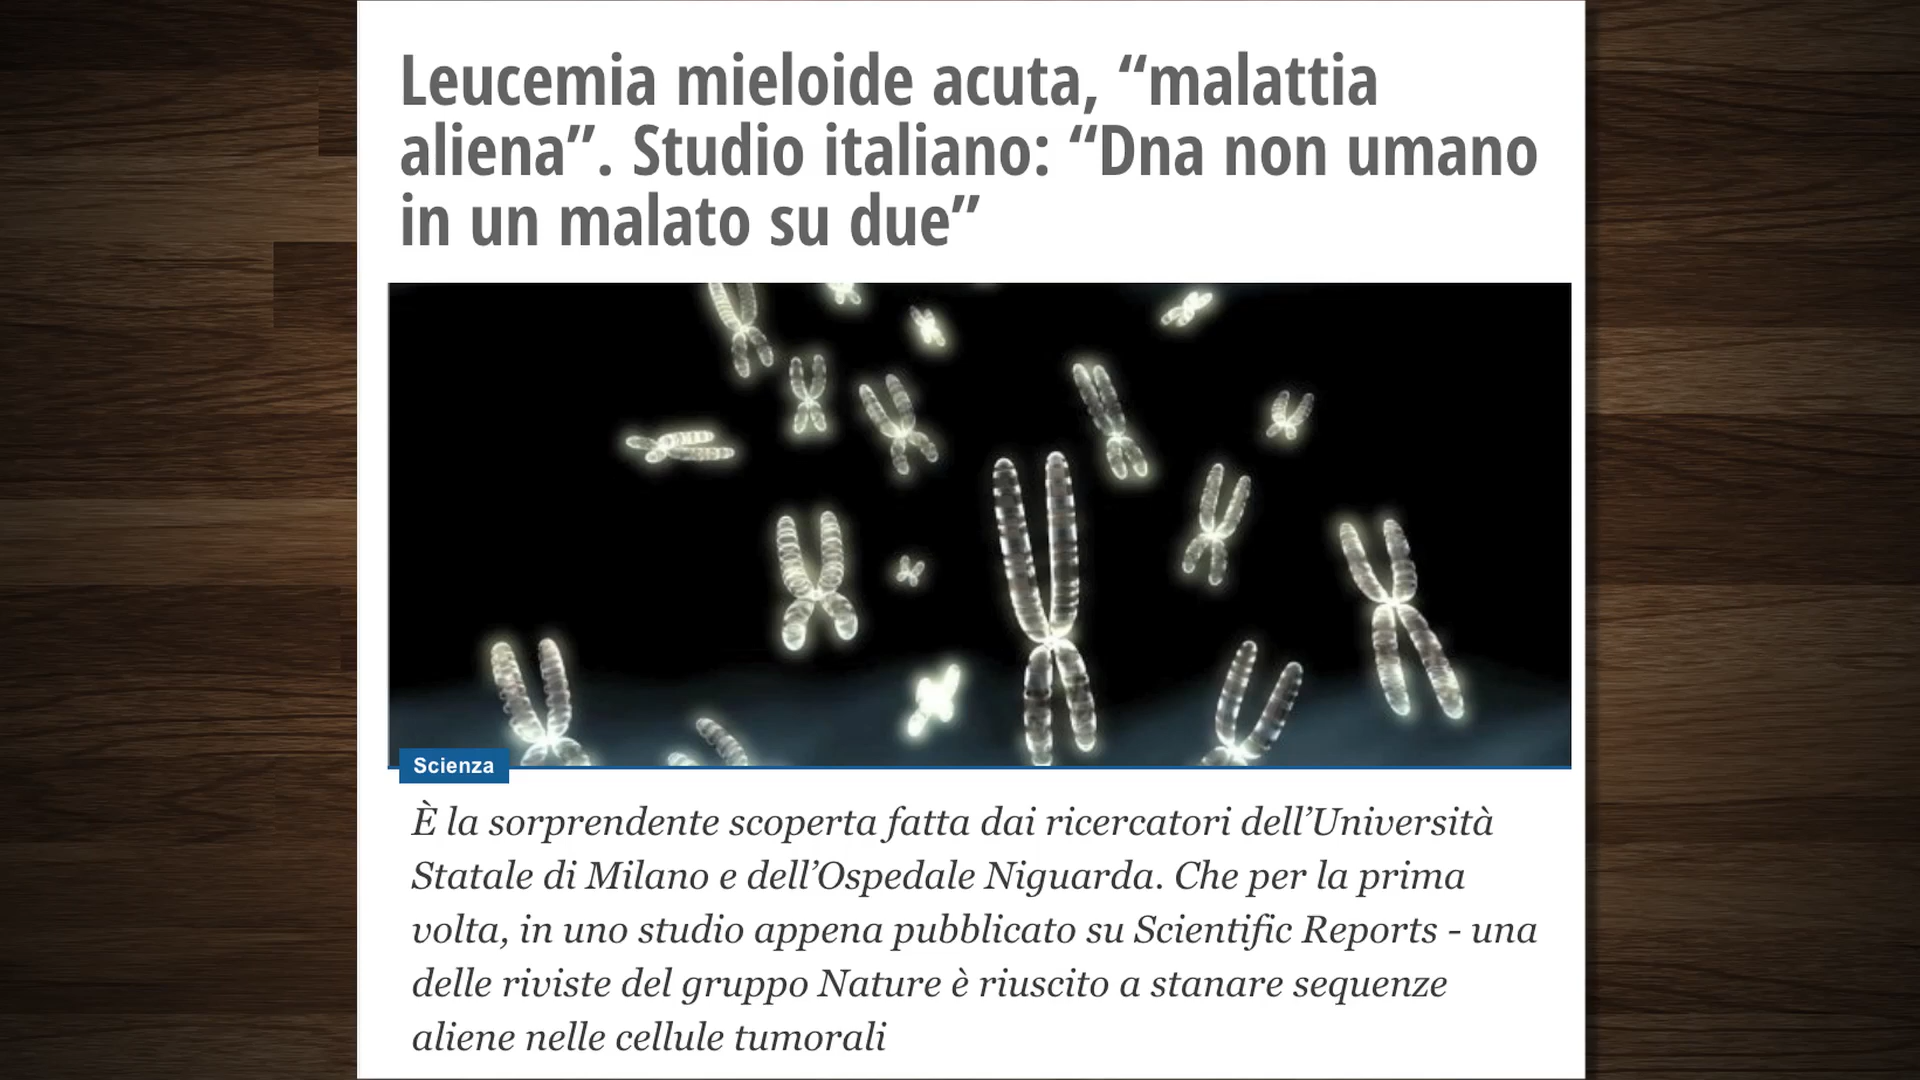 Leucemia mieloide acuta, “malattia
aliena”. Studio italiano: “Dna non umano
in un malato su due”
Scienza
È la sorprendente scoperta fatta dai ricercatori dell’Università
Statale di Milano e dell’Ospedale Niguarda. Che per la prima
volta, in uno studio appena pubblicato su Scientific Reports - una
delle riviste del gruppo Nature è riuscito a stanare sequenze
aliene nelle cellule tumorali